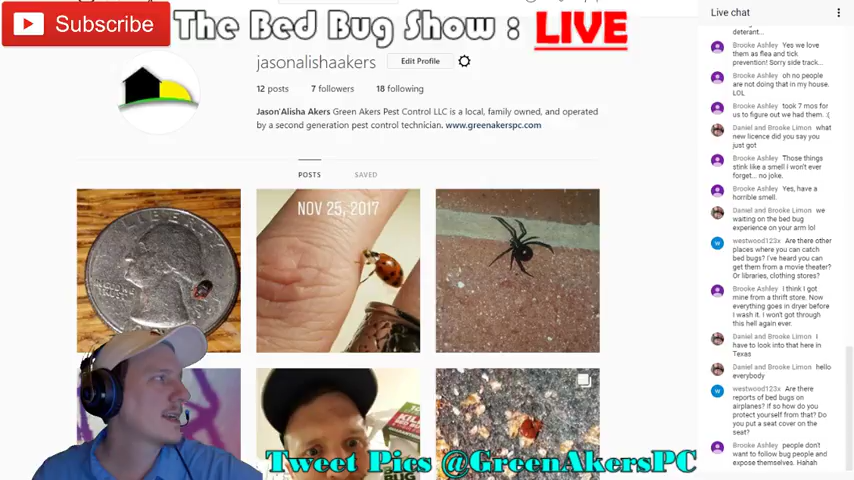 Subscribe
The Bed Bug Show : LIVE
jasonalishaakers
Edit Profile
12 posts 7 followers 18 following
Jason'Alisha Akers Green Akers Pest Control LLC is a local, family owned, and operated
by a second generation pest control technician. www.greenakerspc.com
POSTS SAVED
LIBERTY
NOV 25, 2017
Tweet Pics @GreenAkersPC
Live chat
deterant...
Brooke Ashley Yes we love
them as flea and tick
prevention! Sorry side track...
Brooke Ashley oh no people
are not doing that in my house.
LOL
Brooke Ashley took 7 mos for
us to figure out we had them. :(
Daniel and Brooke Limon what
new licence did you say you
just got
Brooke Ashley Those things
stink like a smell I won't ever
forget... no joke.
Brooke Ashley Yes, have a
horrible smell.
Daniel and Brooke Limon we
waiting on the bed bug
experience on your arm lol
westwood123x Are there other
places where you can catch
bed bugs? I've heard you can
get them from a movie theater?
Or libraries, clothing stores?
Brooke Ashley I think I got
mine from a thrift store. Now
everything goes in dryer before
I wash it. I won't got through
this hell again ever.
Daniel and Brooke Limon I
have to look into that here in
Texas
Daniel and Brooke Limon hello
everybody
westwood123x Are there
reports of bed bugs on
airplanes? If so how do you
protect yourself from that? Do
you put a seat cover on the
seat?
Brooke Ashley people don't
want to follow bug people and
expose themselves. Hahah